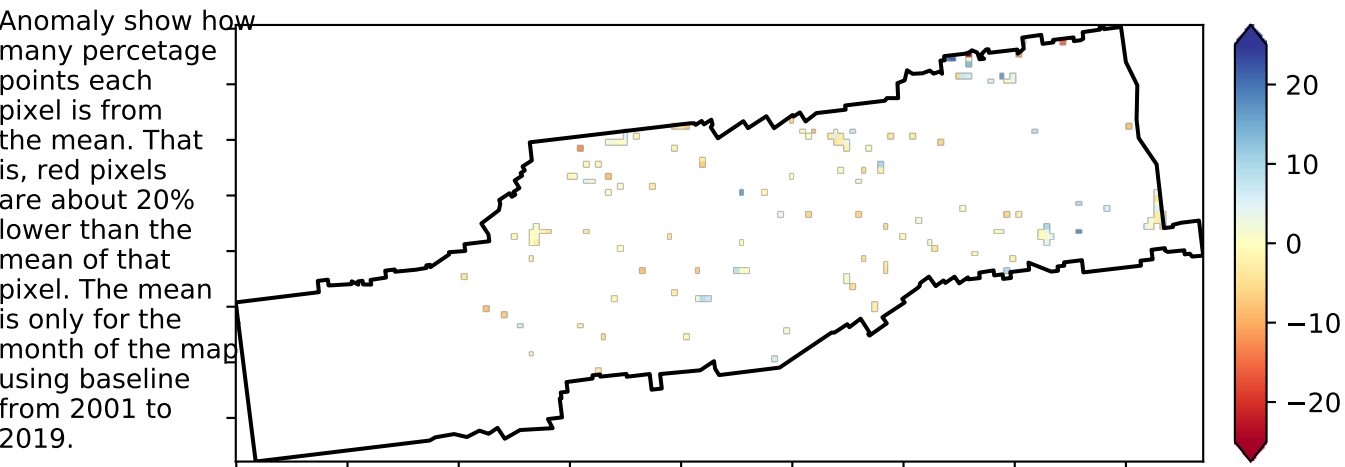 Anomaly show how
many percetage
points each
pixel is from
the mean. That
is, red pixels
are about 20%
lower than the
mean of that
pixel. The mean
is only for the
month of the map
using baseline
from 2001 to
2019.
20
10
0
−10
−20